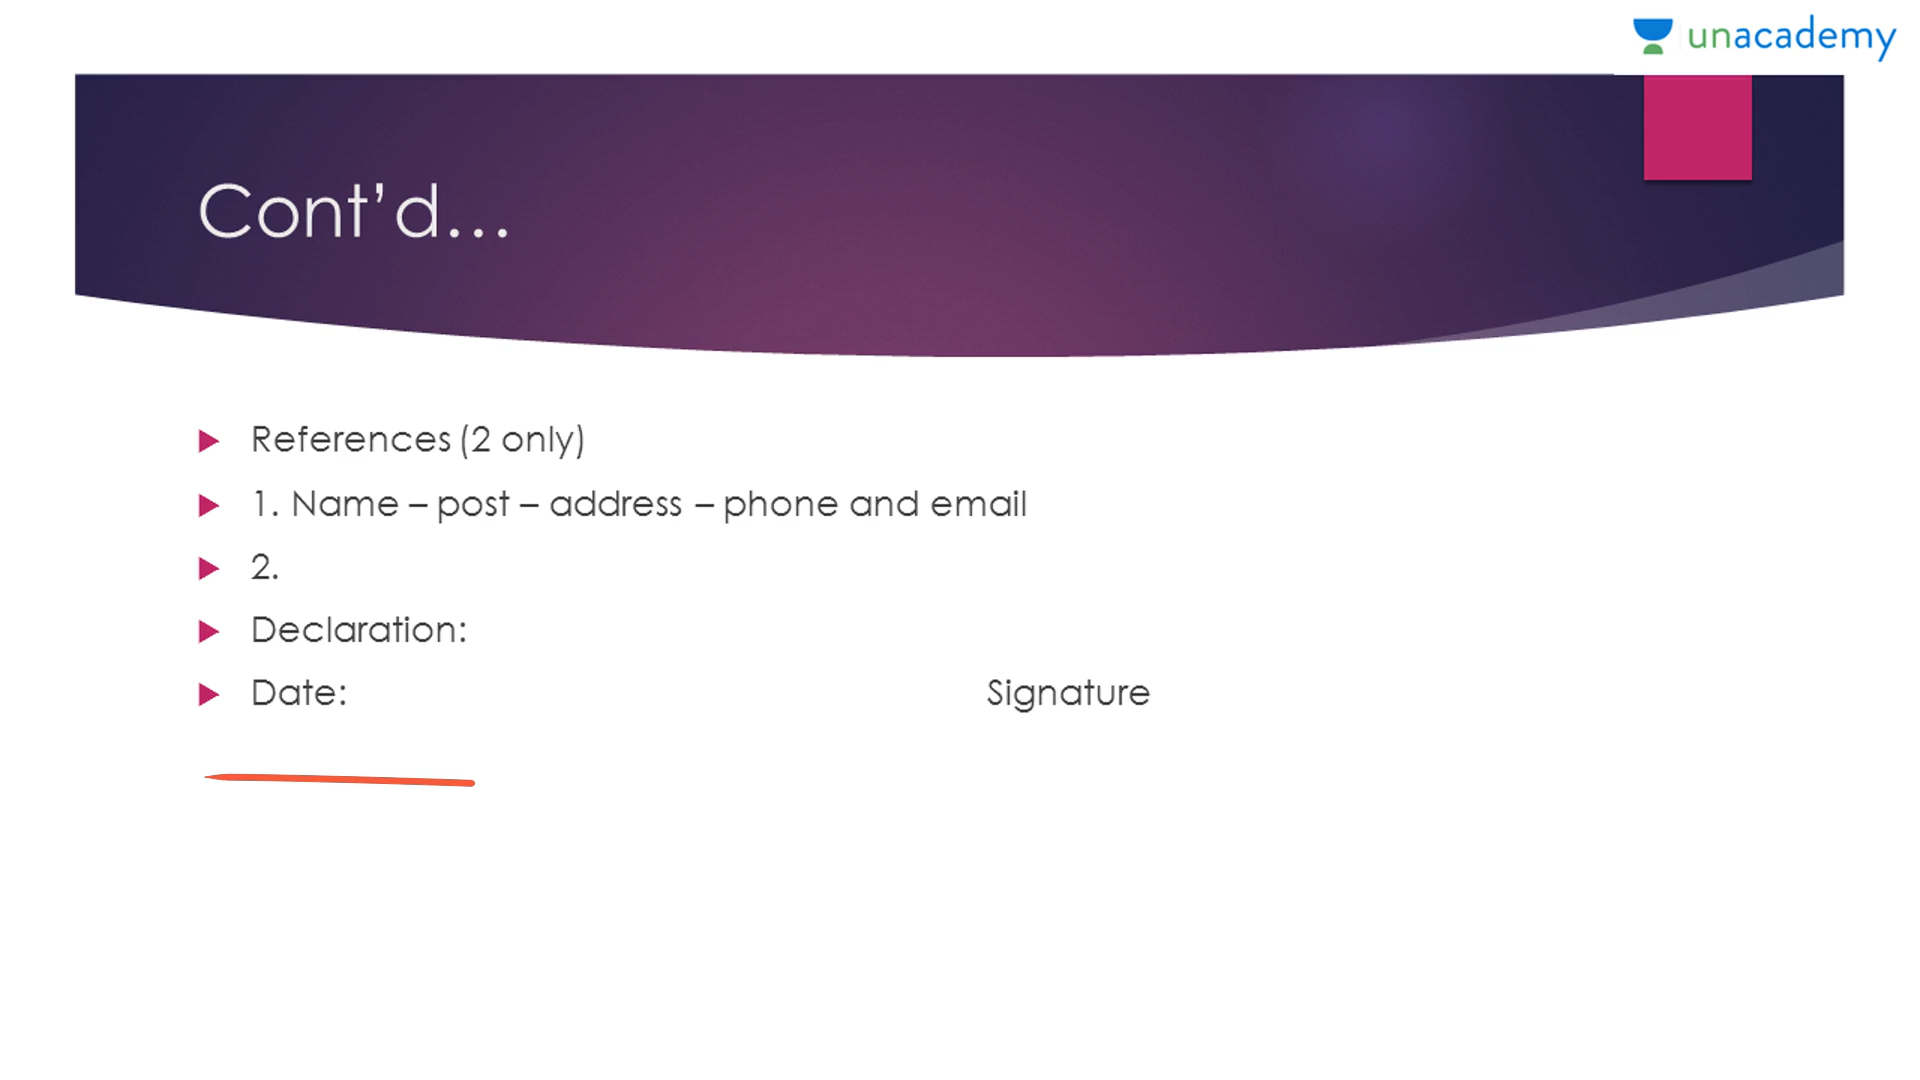 unacademy
Cont’d...
References (2 only)
1. Name – post – address – phone and email
2.
Declaration:
Date: Signature